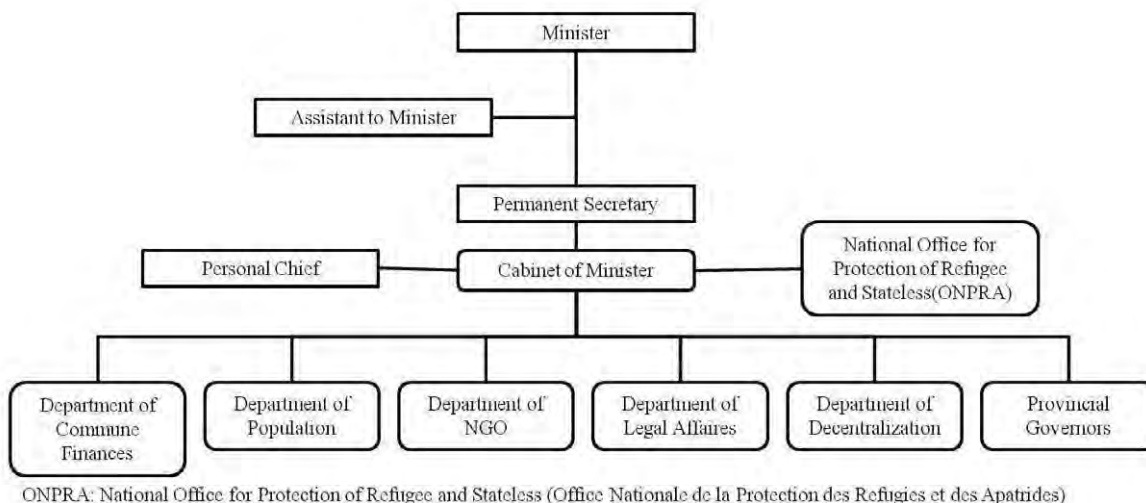 Minister
Assistant to Minister
Permanent Secretary
Personal Chief
Cabinet of Minister
National Office for
Protection of Refugee
and Stateless(ONPRA)
Department of
Commune
Finances
Department of
Population
Department of
NGO
Department of
Legal Affaires
Department of
Decentralization
Provincial
Governors
ONPRA: National Office for Protection of Refugee and Stateless (Office Nationale de la Protection des Refugies et des Apatrides)